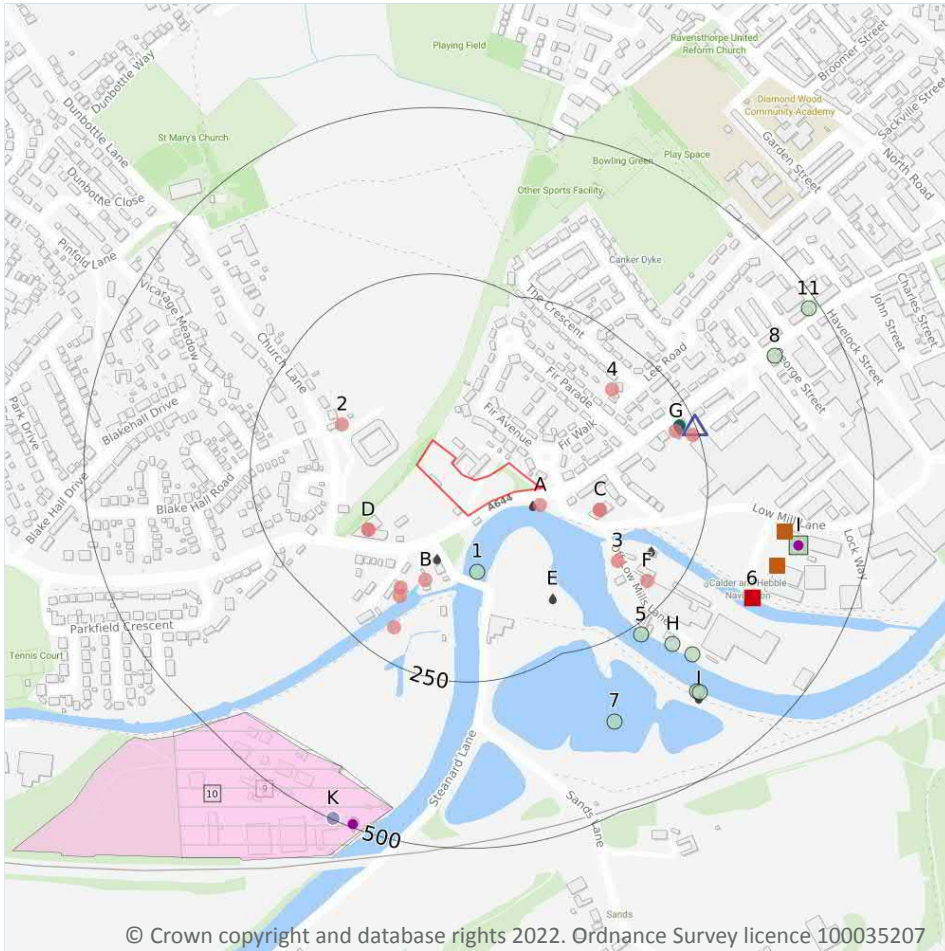 Playing Field
Ravensthorpe United
Reform Church
Broomer Street
Dunbottle Way
Dunbottle Lane
Diamond Wood
Community Academy
Sackville Street
St Mary's Church
Garden Street
North Road
Bowling Green
Play Space
Other Sports Facility
Dunbottle Close
Pinfold Lane
Canker Dyke
Vicarage Meadow
The Crescent
11
Charles Street
John Street
Havelock Street
Church Lane
8
George Street
Lee Road
4
Fir Parade
Park Drive
Blakehall Drive
2
G
Fir Avenue
Fir Walk
Blake Hall Drive
Blake Hall Road
A
A644
C
D
Low Mill Lane
I
Lock Way
3
1
B
F
E
Low Mills Lane
6
Calder and Hebble
Navigation
Parkfield Crescent
5
H
Tennis Court
250
J
7
Steanard Lane
10
9
K
500
Sands Lane
Sands
© Crown copyright and database rights 2022. Ordnance Survey licence 100035207